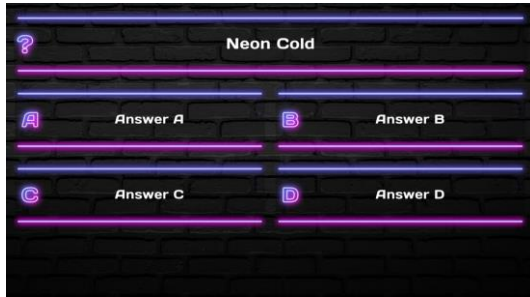 ? Neon Cold
A Answer A
B Answer B
C Answer C
D Answer D